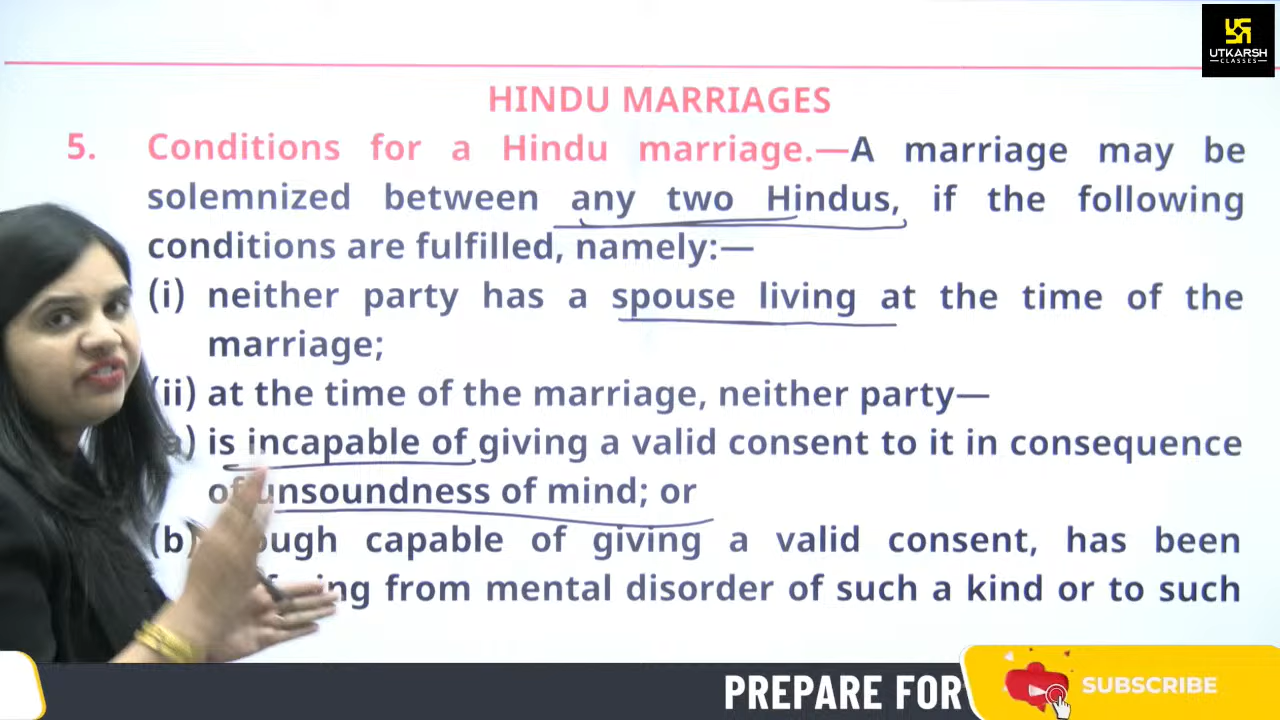 UTKARSH
CLASSES
HINDU MARRIAGES
5. Conditions for a Hindu marriage.—A marriage may be
solemnized between any two Hindus, if the following
conditions are fulfilled, namely:—
(i) neither party has a spouse living at the time of the
marriage;
(ii) at the time of the marriage, neither party—
is incapable of giving a valid consent to it in consequence
of unsoundness of mind; or
(b) capable of giving a valid consent, has been
from mental disorder of such a kind or to such
PREPARE FOR
SUBSCRIBE